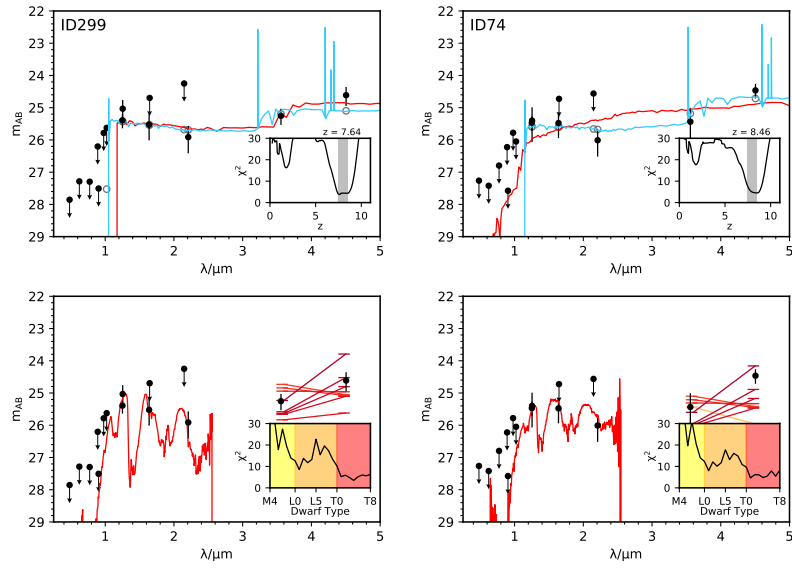 ID299
ID74
22
23
24
25
26
27
28
29
m_AB
1 2 3 4 5
λ/μm
z = 7.64
χ²
0 10 20 30
0 5 10
z
22
23
24
25
26
27
28
29
m_AB
1 2 3 4 5
λ/μm
z = 8.46
χ²
0 10 20 30
0 5 10
z
22
23
24
25
26
27
28
29
m_AB
1 2 3 4 5
λ/μm
χ²
0 10 20 30
M4 L0 L5 T0 T8
Dwarf Type
22
23
24
25
26
27
28
29
m_AB
0 1 2 3 4 5
λ/μm
χ²
0 10 20 30
M4 L0 L5 T0 T8
Dwarf Type